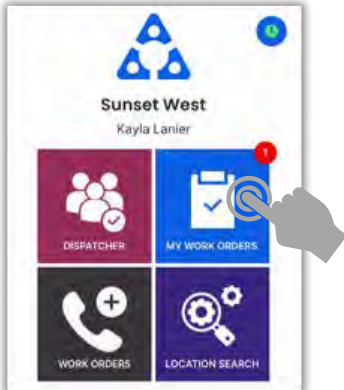 Sunset West
Kayla Lanier
1
DISPATCHER
MY WORK ORDERS
WORK ORDERS
LOCATION SEARCH